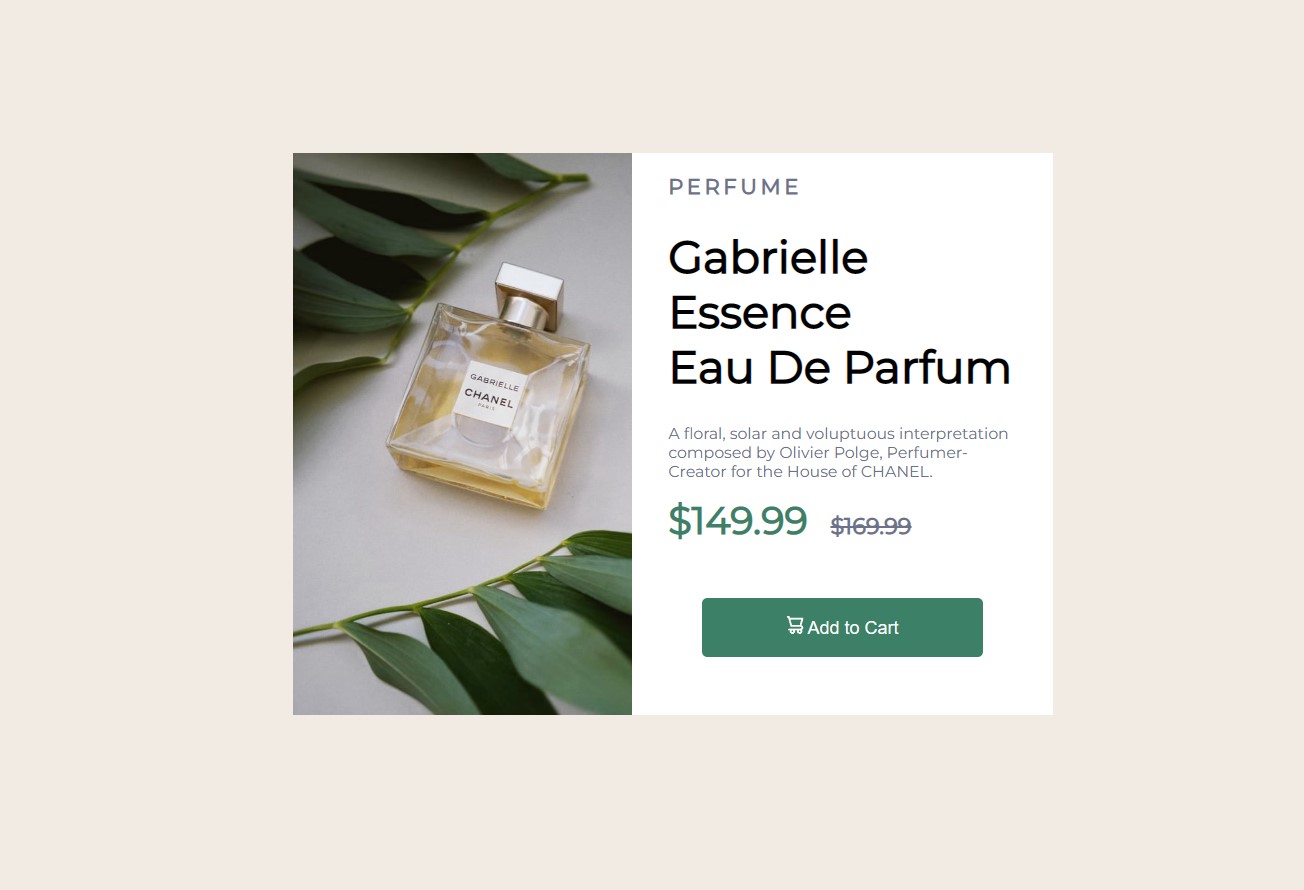 GABRIELLE
CHANEL
PARIS
PERFUME
Gabrielle
Essence
Eau De Parfum
A floral, solar and voluptuous interpretation
composed by Olivier Polge, Perfumer-
Creator for the House of CHANEL.
$149.99 $169.99
Add to Cart